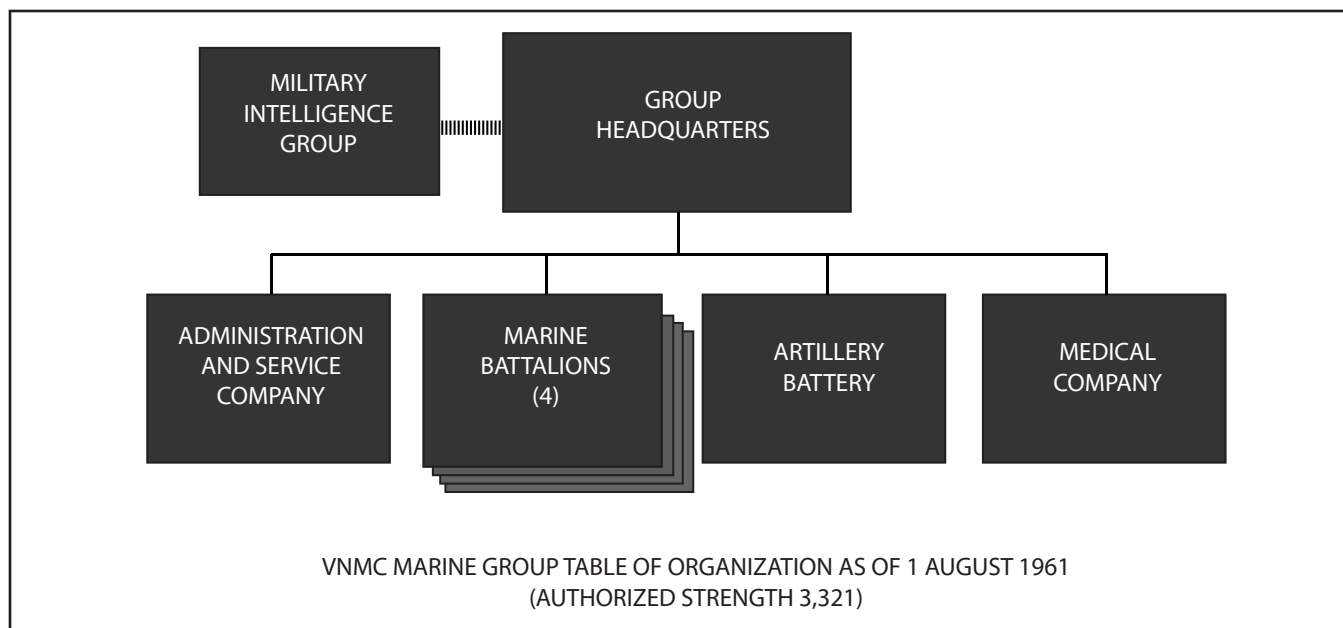 MILITARY
INTELLIGENCE
GROUP
GROUP
HEADQUARTERS
ADMINISTRATION
AND SERVICE
COMPANY
MARINE
BATTALIONS
(4)
ARTILLERY
BATTERY
MEDICAL
COMPANY
VNMC MARINE GROUP TABLE OF ORGANIZATION AS OF 1 AUGUST 1961
(AUTHORIZED STRENGTH 3,321)